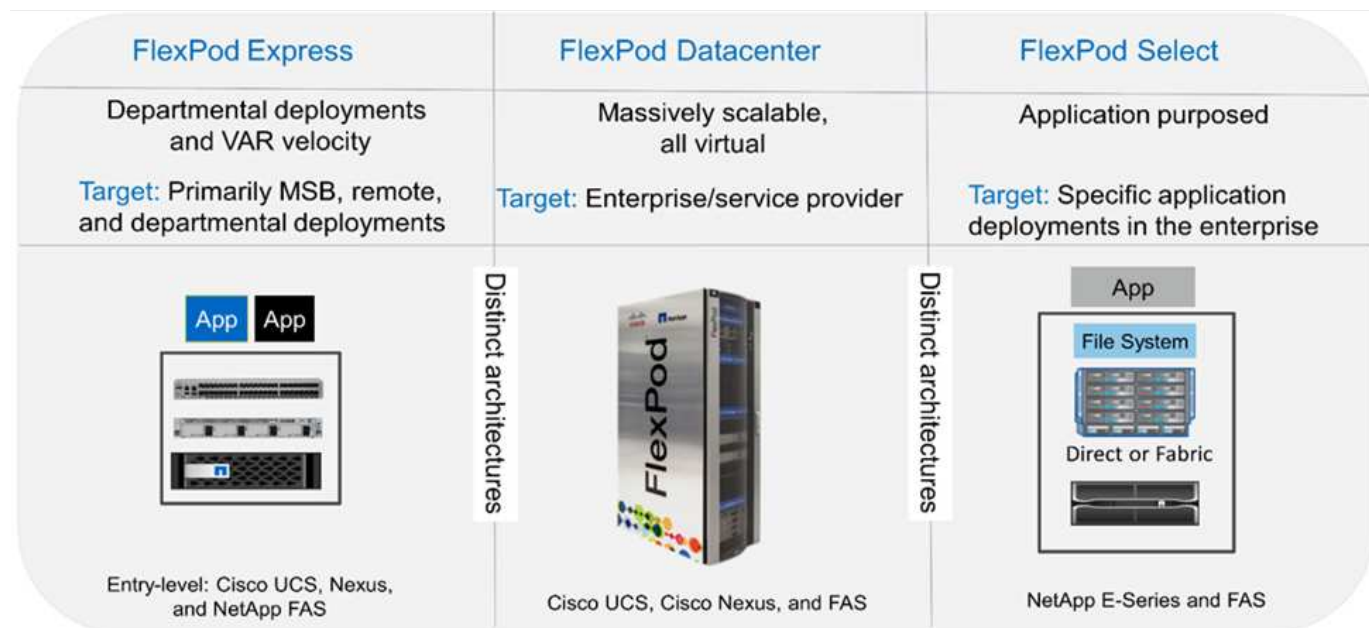 FlexPod Express
FlexPod Datacenter
FlexPod Select
Departmental deployments
and VAR velocity
Massively scalable,
all virtual
Application purposed
Target: Primarily MSB, remote,
and departmental deployments
Target: Enterprise/service provider
Target: Specific application
deployments in the enterprise
App
App
Distinct architectures
FlexPod
Distinct architectures
App
File System
Direct or Fabric
Entry-level: Cisco UCS, Nexus,
and NetApp FAS
Cisco UCS, Cisco Nexus, and FAS
NetApp E-Series and FAS